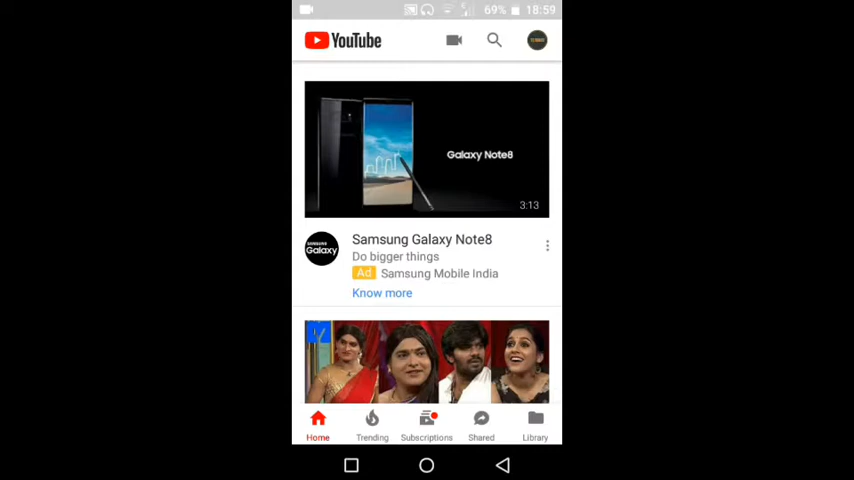 69% 18:59
YouTube
Galaxy Note8
3:13
SAMSUNG
Galaxy
Samsung Galaxy Note8
Do bigger things
Ad Samsung Mobile India
Know more
Home Trending Subscriptions Shared Library